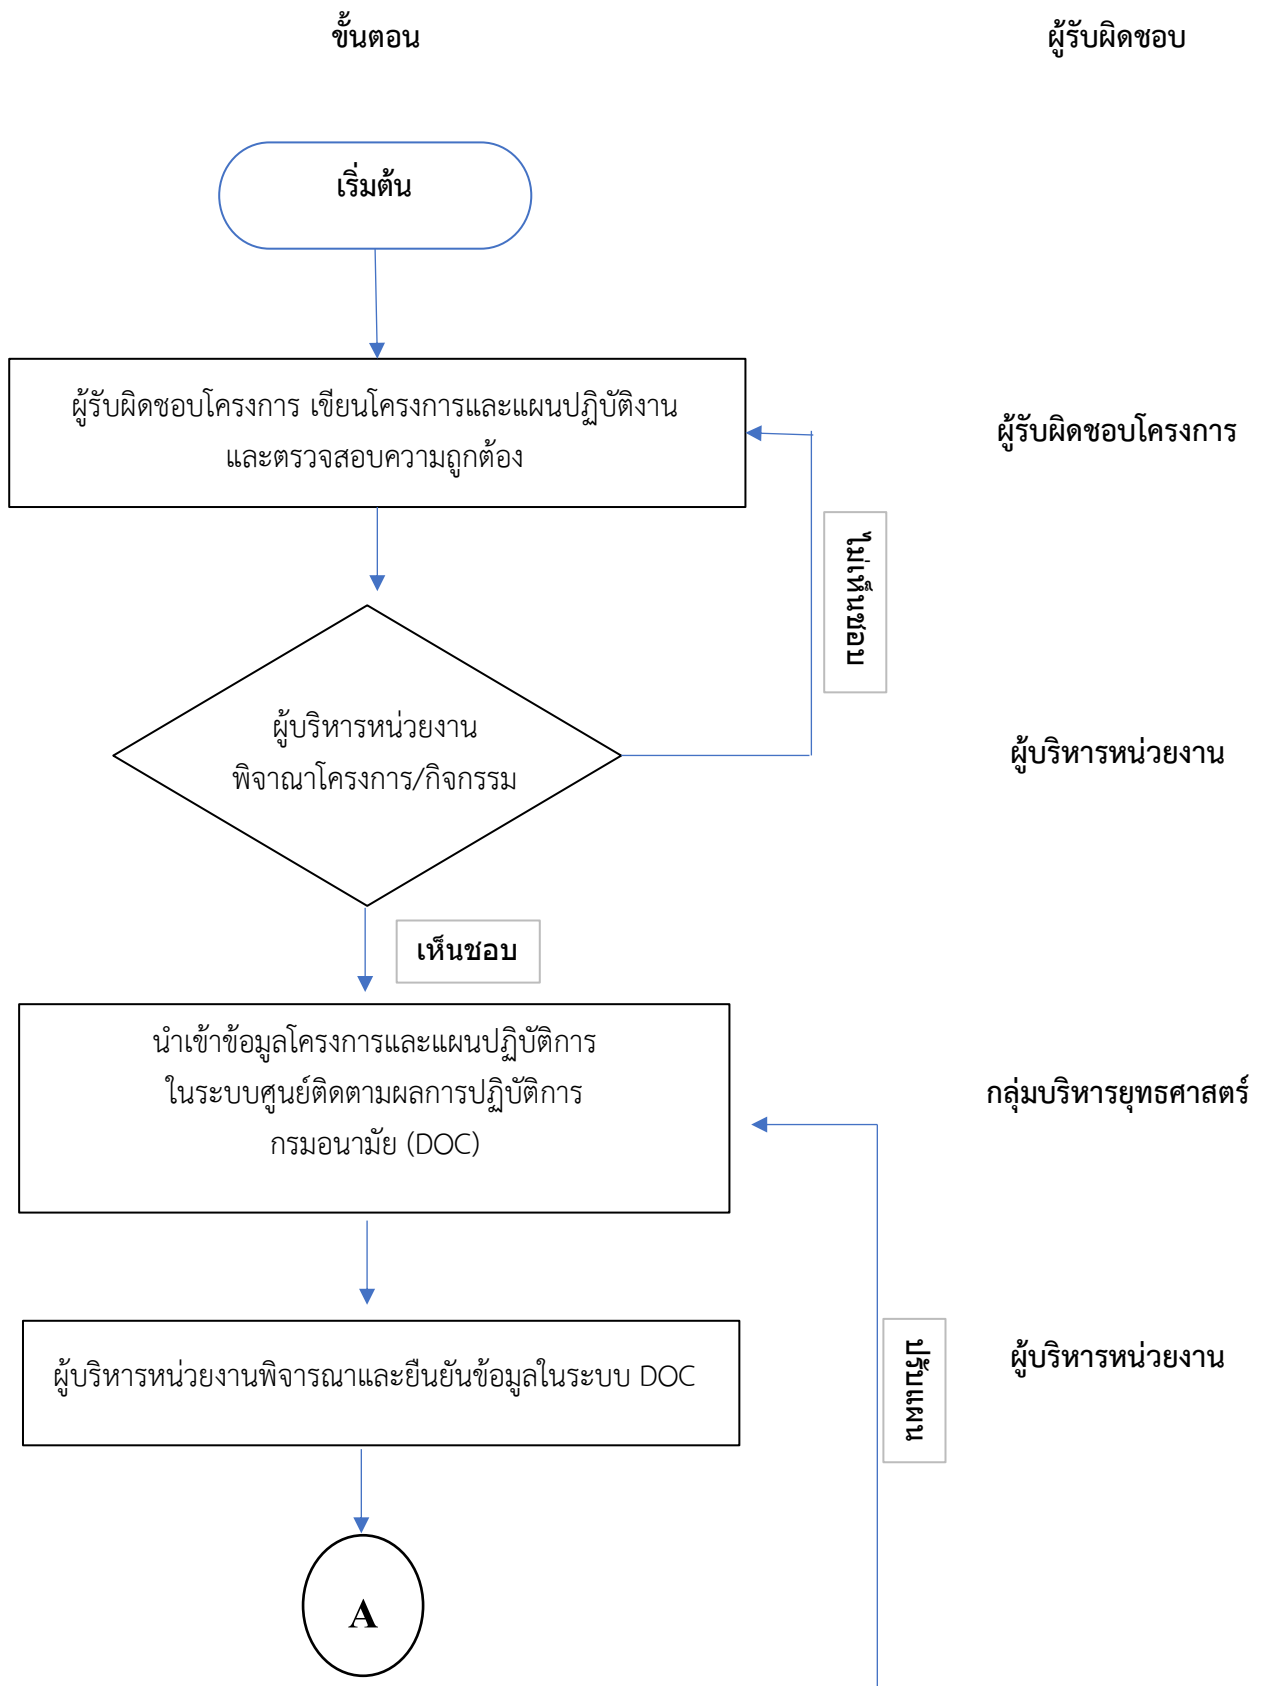 ขั้นตอน
ผู้รับผิดชอบ
เริ่มต้น
ผู้รับผิดชอบโครงการ เขียนโครงการและแผนปฏิบัติงาน
และตรวจสอบความถูกต้อง
ผู้รับผิดชอบโครงการ
ไม่เห็นชอบ
ผู้บริหารหน่วยงาน
พิจาณาโครงการ/กิจกรรม
ผู้บริหารหน่วยงาน
เห็นชอบ
นำเข้าข้อมูลโครงการและแผนปฏิบัติการ
ในระบบศูนย์ติดตามผลการปฏิบัติการ
กรมอนามัย (DOC)
กลุ่มบริหารยุทธศาสตร์
ผู้บริหารหน่วยงานพิจารณาและยืนยันข้อมูลในระบบ DOC
ปรับแผน
ผู้บริหารหน่วยงาน
A